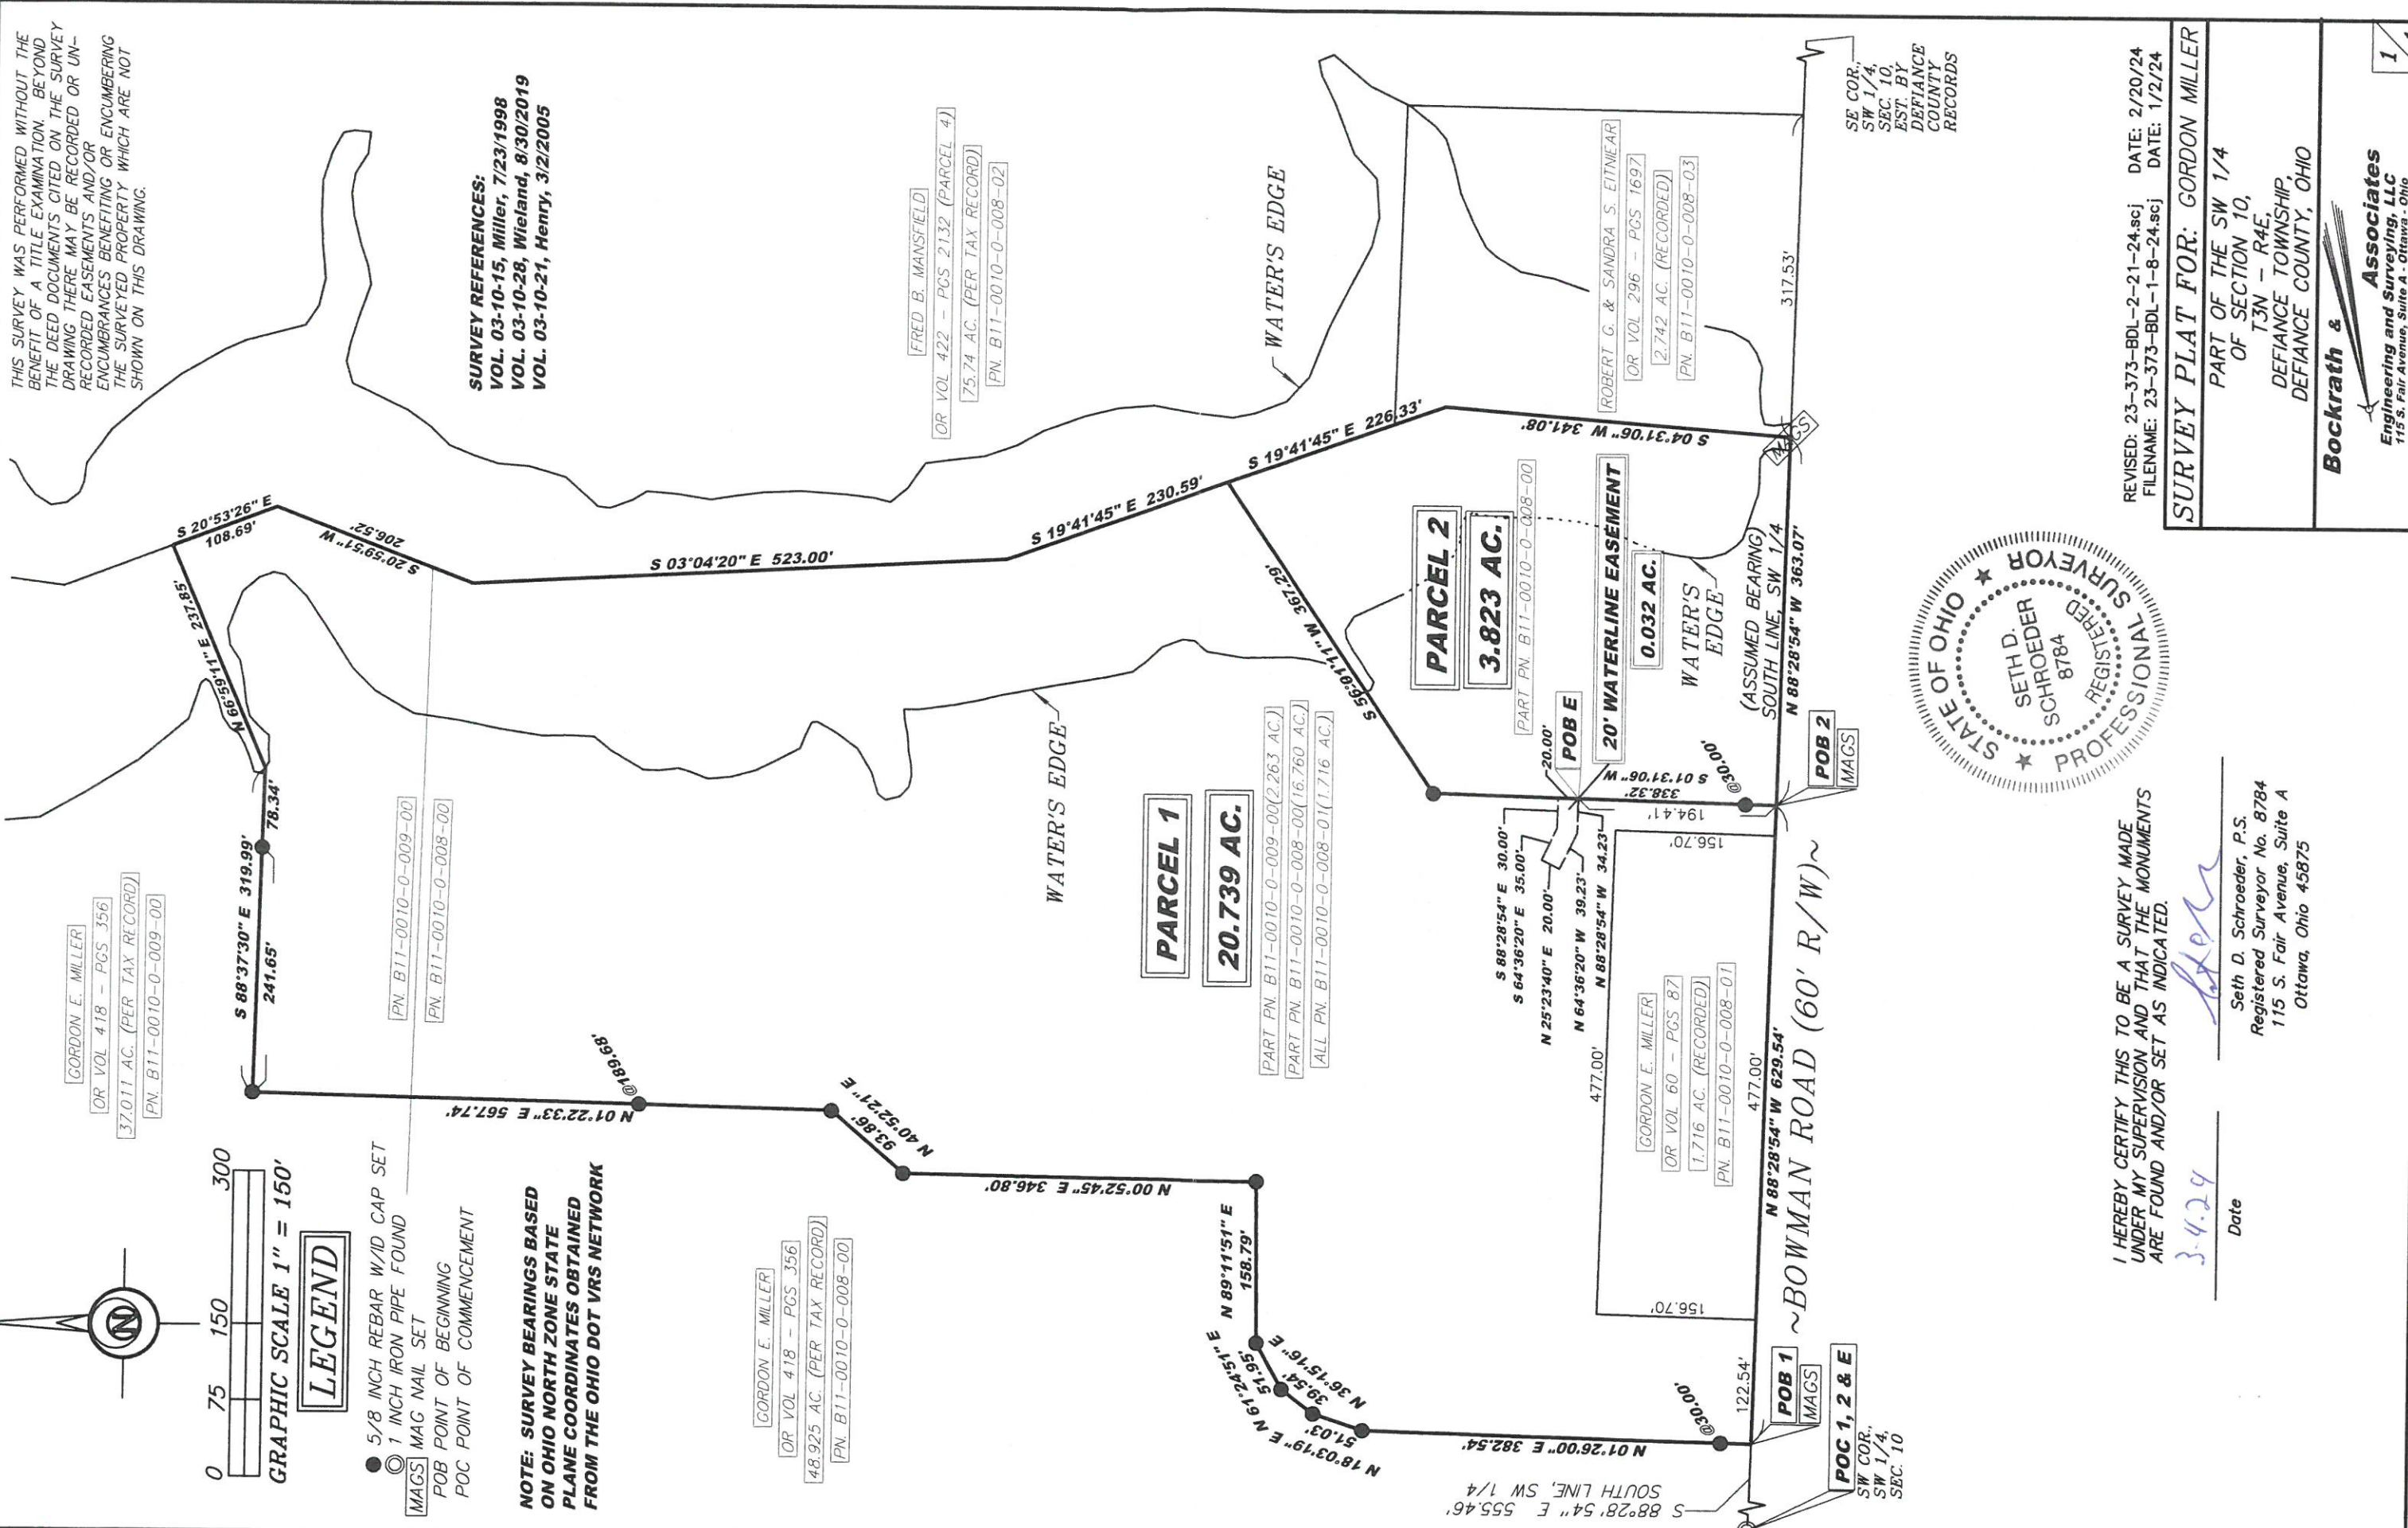 THIS SURVEY WAS PERFORMED WITHOUT THE
BENEFIT OF A TITLE EXAMINATION. BEYOND
THE DEED DOCUMENTS CITED ON THE SURVEY
DRAWING THERE MAY BE RECORDED OR UN-
RECORDED EASEMENTS AND/OR
ENCUMBRANCES BENEFITING OR ENCUMBERING
THE SURVEYED PROPERTY WHICH ARE NOT
SHOWN ON THIS DRAWING.
SURVEY REFERENCES:
VOL. 03-10-15, Miller, 7/23/1998
VOL. 03-10-28, Wieland, 8/30/2019
VOL. 03-10-21, Henry, 3/2/2005
GORDON E. MILLER
OR VOL 418 - PGS 356
37.011 AC. (PER TAX RECORD)
PN. B11-0010-0-009-00
N
0 75 150 300
GRAPHIC SCALE 1" = 150'
LEGEND
5/8 INCH REBAR W/ID CAP SET
1 INCH IRON PIPE FOUND
MAGS MAG NAIL SET
POB POINT OF BEGINNING
POC POINT OF COMMENCEMENT
NOTE: SURVEY BEARINGS BASED
ON OHIO NORTH ZONE STATE
PLANE COORDINATES OBTAINED
FROM THE OHIO DOT VRS NETWORK
S 88°37'30" E 319.99'
241.65'
78.34'
N 66°59'11" E 237.85'
S 20°53'26" E
108.69'
S 20°59'51" W
206.52'
S 03°04'20" E 523.00'
S 19°41'45" E 230.59'
S 19°41'45" E 226.33'
S 04°31'06" W 341.08'
PN. B11-0010-0-009-00
PN. B11-0010-0-008-00
FRED B. MANSFIELD
OR VOL 422 - PGS 2132 (PARCEL 4)
75.74 AC. (PER TAX RECORD)
PN. B11-0010-0-008-02
WATER'S EDGE
WATER'S EDGE
N 01°22'33" E 567.74'
@189.68'
N 40°52'21" E
93.86'
N 00°52'45" E 346.80'
N 89°11'51" E
158.79'
N 61°24'51" E
51.95'
N 36°15'16" E
39.54'
N 18°03'19" E
51.03'
N 01°26'00" E 382.54'
@30.00'
GORDON E. MILLER
OR VOL 418 - PGS 356
48.925 AC. (PER TAX RECORD)
PN. B11-0010-0-008-00
PARCEL 1
20.739 AC.
PART PN. B11-0010-0-009-00(2.263 AC.)
PART PN. B11-0010-0-008-00(16.760 AC.)
ALL PN. B11-0010-0-008-01(1.716 AC.)
S 56°01'11" W 367.29'
PARCEL 2
3.823 AC.
PART PN. B11-0010-0-008-00
20' WATERLINE EASEMENT
0.032 AC.
WATER'S
EDGE
ROBERT G. & SANDRA S. EITNIEAR
OR VOL 296 - PGS 1697
2.742 AC. (RECORDED)
PN. B11-0010-0-008-03
317.53'
MAGS
S 88°28'54" E 30.00'
S 64°36'20" E 35.00'
N 25°23'40" E 20.00'
N 64°36'20" W 39.23'
N 88°28'54" W 34.23'
20.00'
POB E
S 01°31'06" W
338.32'
194.41'
@30.00'
477.00'
156.70'
156.70'
GORDON E. MILLER
OR VOL 60 - PGS 87
1.716 AC. (RECORDED)
PN. B11-0010-0-008-01
477.00'
122.54'
N 88°28'54" W 629.54'
(ASSUMED BEARING)
SOUTH LINE, SW 1/4
N 88°28'54" W 363.07'
~BOWMAN ROAD (60' R/W)~
POB 1
MAGS
POB 2
MAGS
POC 1, 2 & E
SW COR.,
SW 1/4,
SEC. 10
S 88°28'54" E 555.46'
SOUTH LINE, SW 1/4
SE COR.,
SW 1/4,
SEC. 10,
EST. BY
DEFIANCE
COUNTY
RECORDS
I HEREBY CERTIFY THIS TO BE A SURVEY MADE
UNDER MY SUPERVISION AND THAT THE MONUMENTS
ARE FOUND AND/OR SET AS INDICATED.
3-4-24
Date
Seth D. Schroeder, P.S.
Registered Surveyor No. 8784
115 S. Fair Avenue, Suite A
Ottawa, Ohio 45875
STATE OF OHIO
SETH D.
SCHROEDER
8784
REGISTERED
PROFESSIONAL SURVEYOR
REVISED: 23-373-BDL-2-21-24.scj DATE: 2/20/24
FILENAME: 23-373-BDL-1-8-24.scj DATE: 1/2/24
SURVEY PLAT FOR: GORDON MILLER
PART OF THE SW 1/4
OF SECTION 10,
T3N - R4E,
DEFIANCE TOWNSHIP,
DEFIANCE COUNTY, OHIO
Bockrath &
Associates
Engineering and Surveying, LLC
115 S. Fair Avenue, Suite A - Ottawa - Ohio
1/1